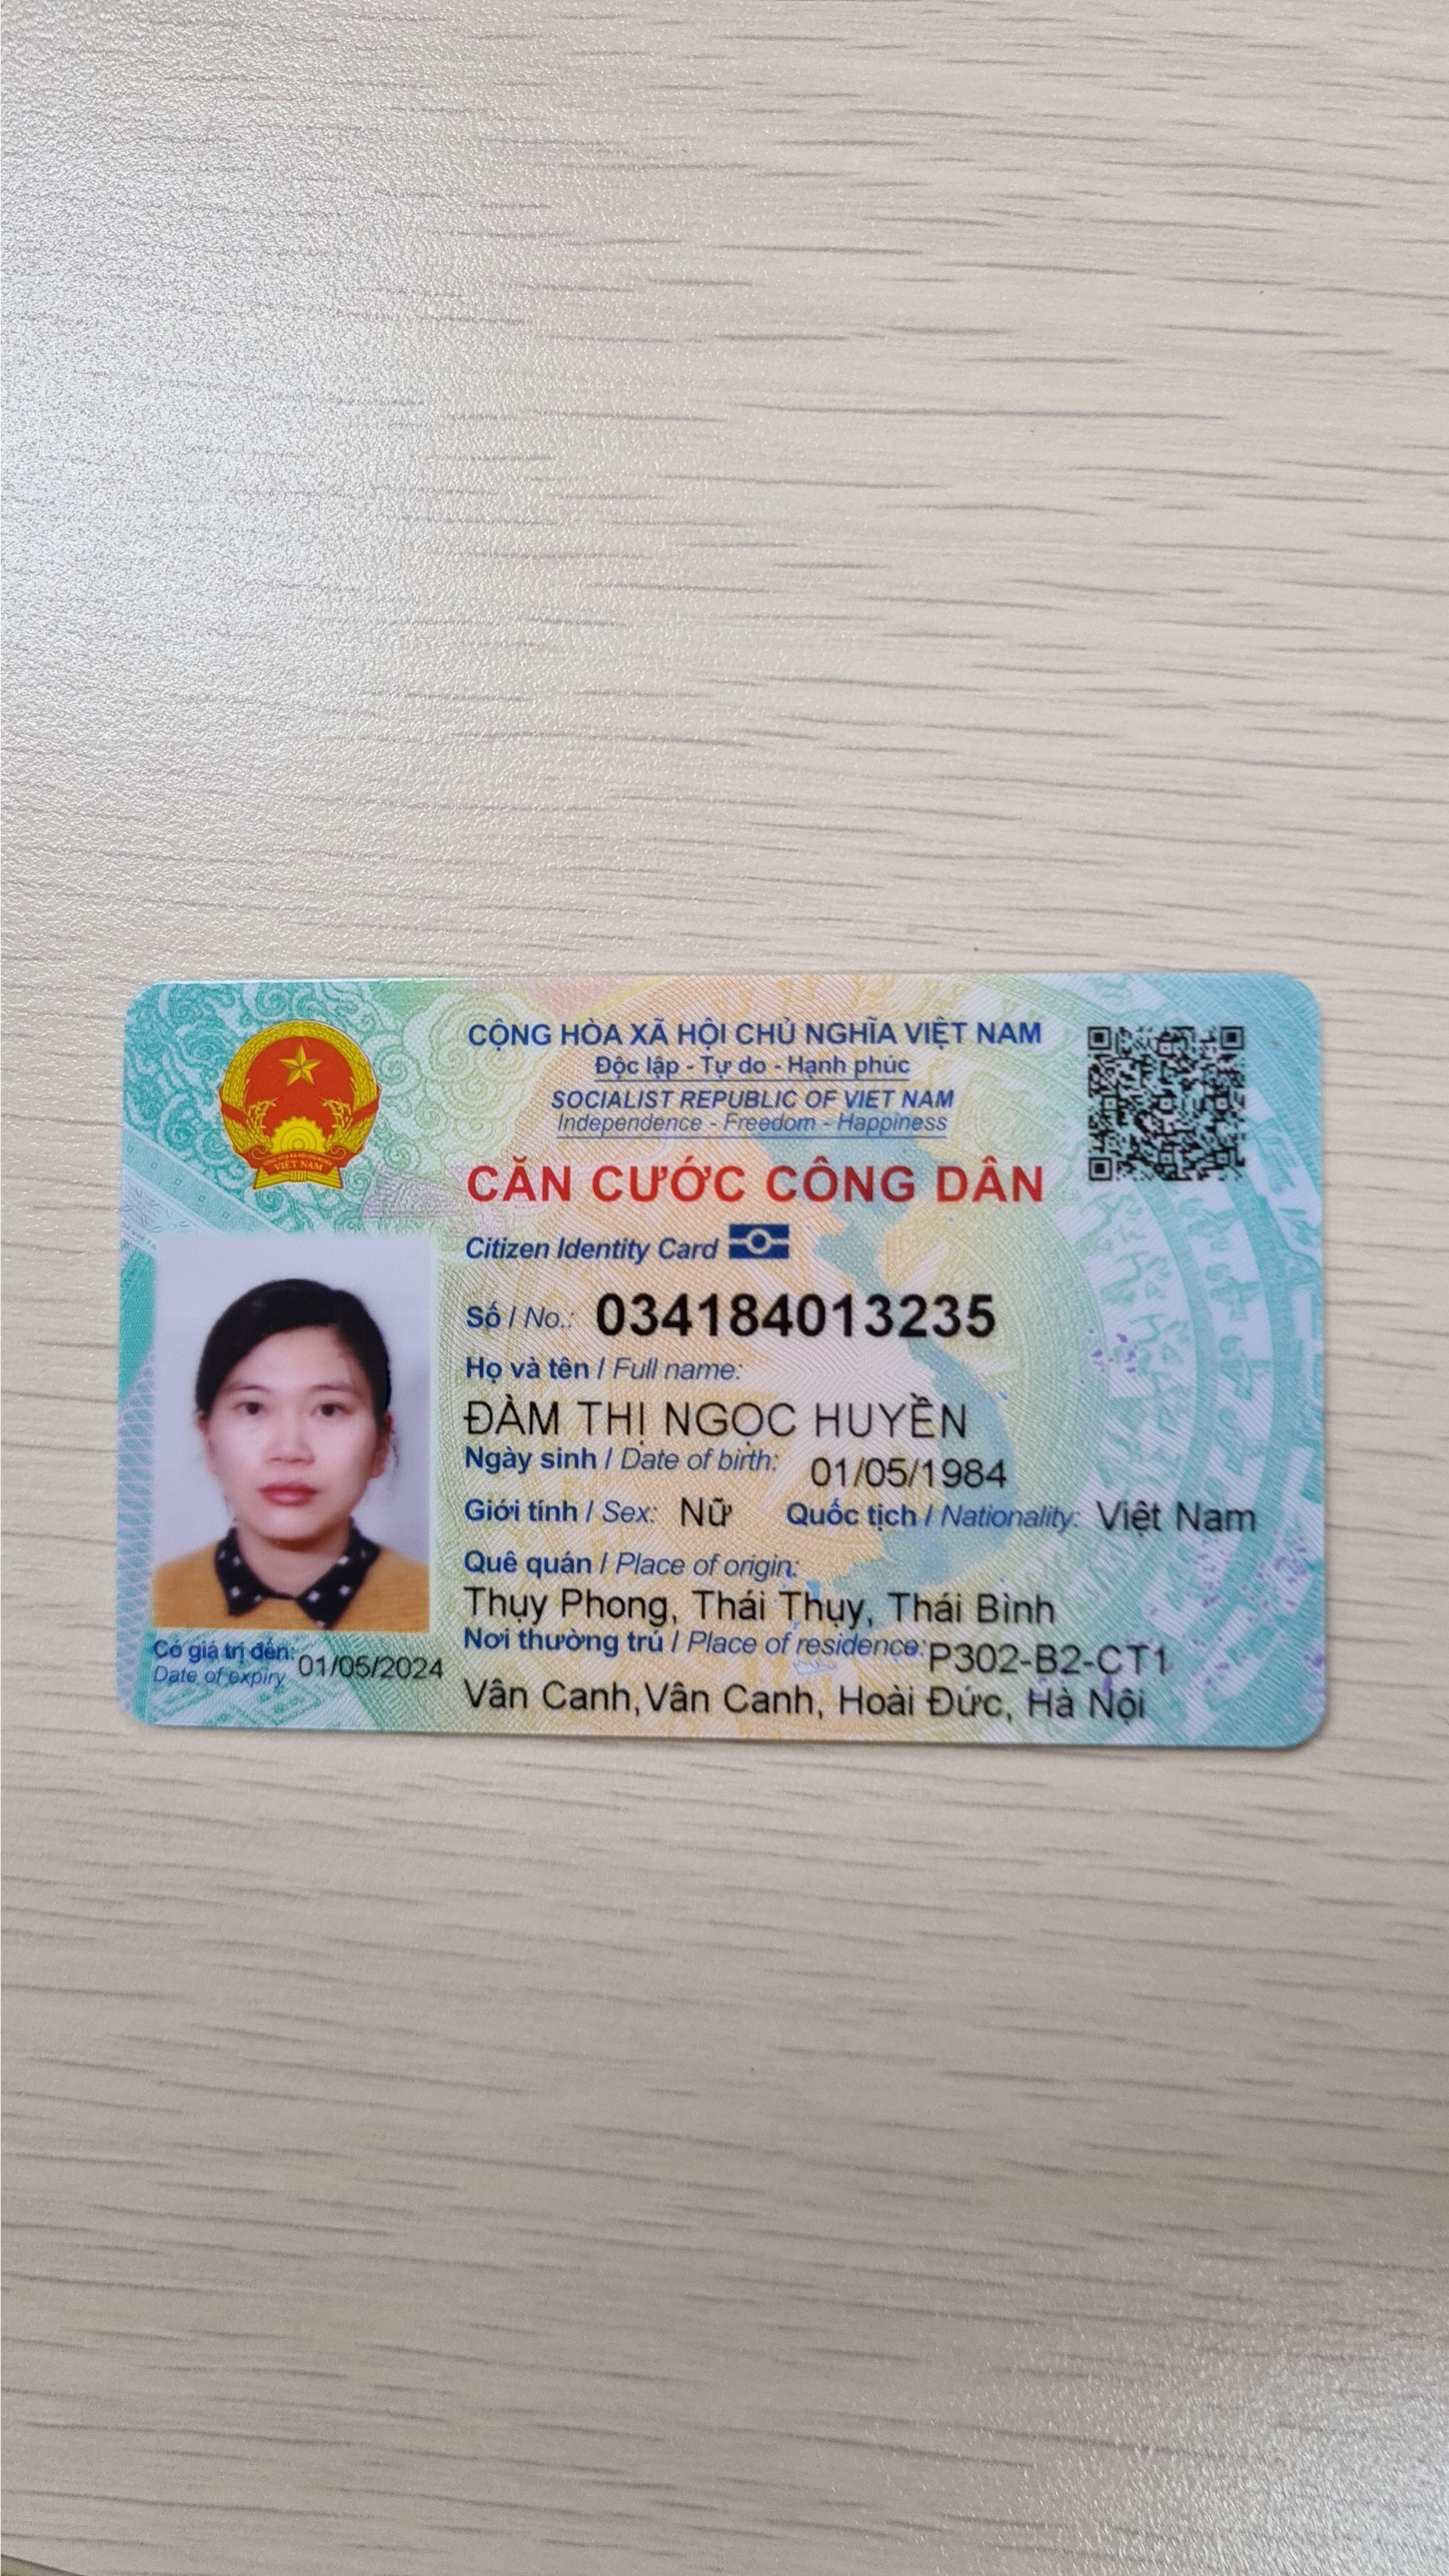 CỘNG HÒA XÃ HỘI CHỦ NGHĨA VIỆT NAM
Độc lập - Tự do - Hạnh phúc
SOCIALIST REPUBLIC OF VIET NAM
Independence - Freedom - Happiness
CĂN CƯỚC CÔNG DÂN
Citizen Identity Card
Số / No.: 034184013235
Họ và tên / Full name:
ĐÀM THỊ NGỌC HUYỀN
Ngày sinh / Date of birth: 01/05/1984
Giới tính / Sex: Nữ Quốc tịch / Nationality: Việt Nam
Quê quán / Place of origin:
Thụy Phong, Thái Thụy, Thái Bình
Nơi thường trú / Place of residence: P302-B2-CT1
Vân Canh, Vân Canh, Hoài Đức, Hà Nội
Có giá trị đến: 01/05/2024
Date of expiry
VIỆT NAM